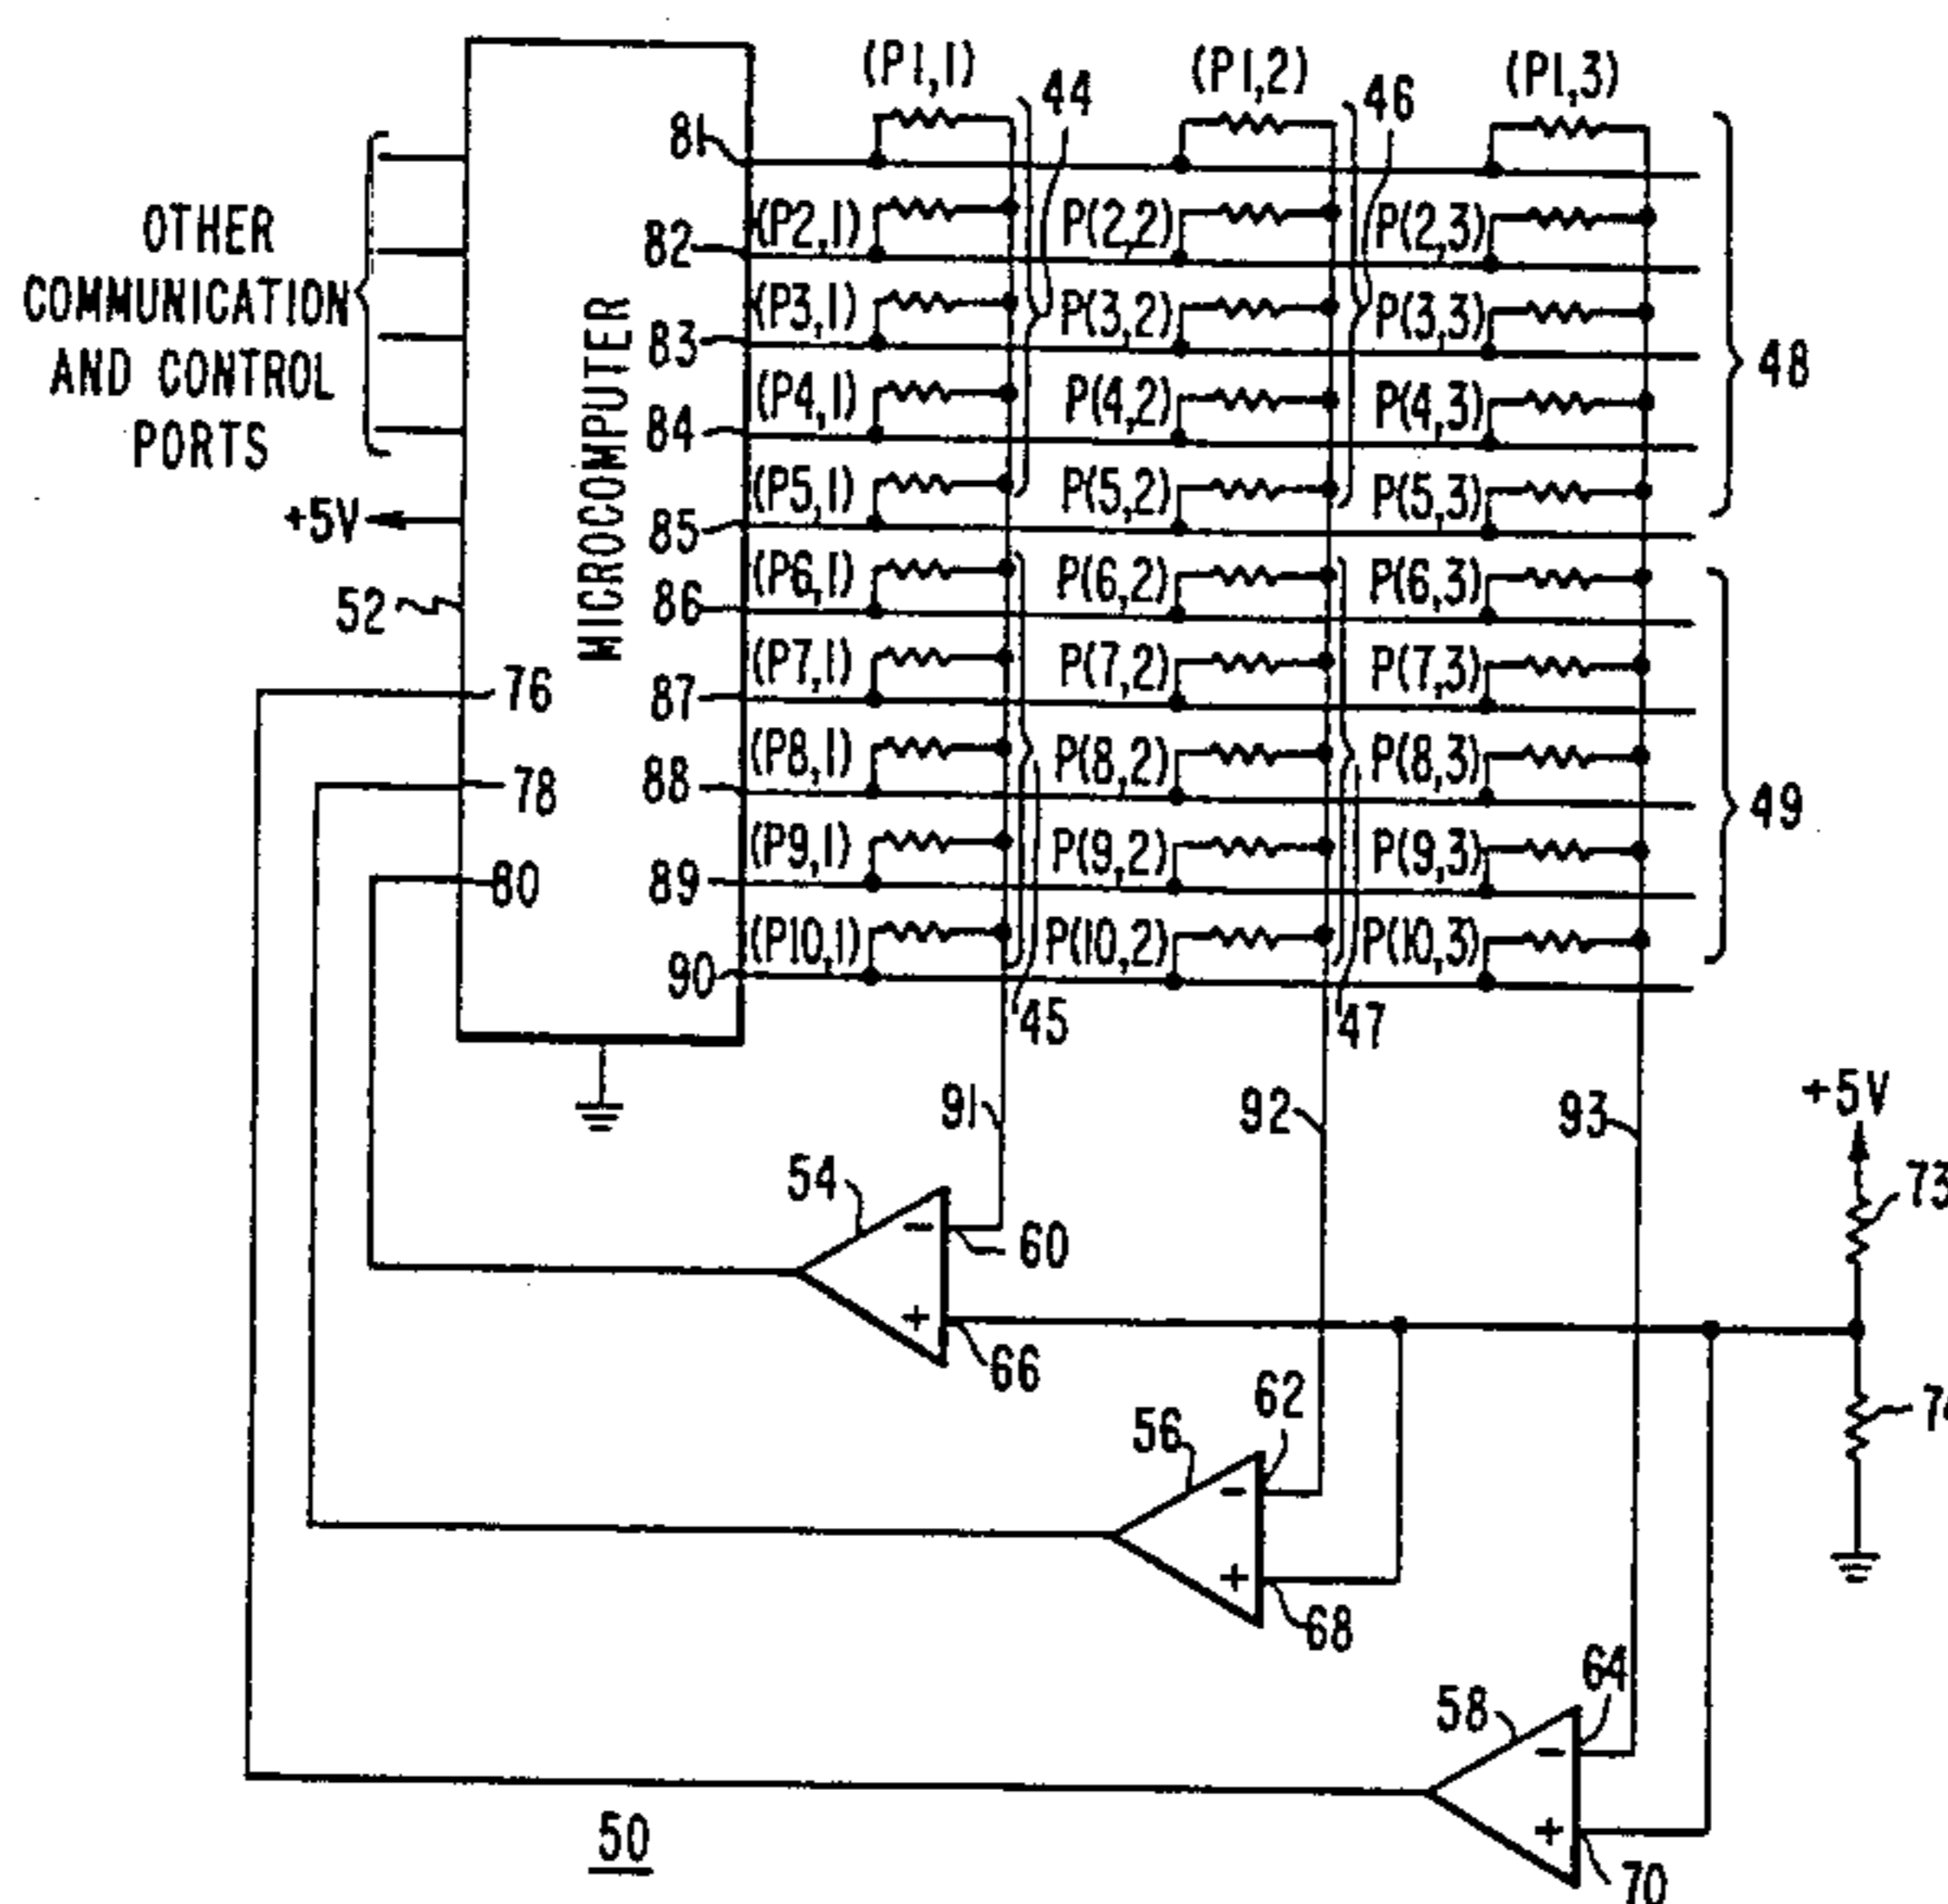 (P1,1)
(P1,2)
(P1,3)
44
46
81
OTHER
COMMUNICATION
AND CONTROL
PORTS
82
(P2,1)
P(2,2)
P(2,3)
83
(P3,1)
P(3,2)
P(3,3)
48
84
(P4,1)
P(4,2)
P(4,3)
+5V
85
(P5,1)
P(5,2)
P(5,3)
MICROCOMPUTER
52
86
(P6,1)
P(6,2)
P(6,3)
76
87
(P7,1)
P(7,2)
P(7,3)
78
88
(P8,1)
P(8,2)
P(8,3)
49
80
89
(P9,1)
P(9,2)
P(9,3)
90
(P10,1)
P(10,2)
P(10,3)
45
47
91
92
93
+5V
54
-
60
73
+
66
56
62
-
+
68
58
64
-
+
70
50